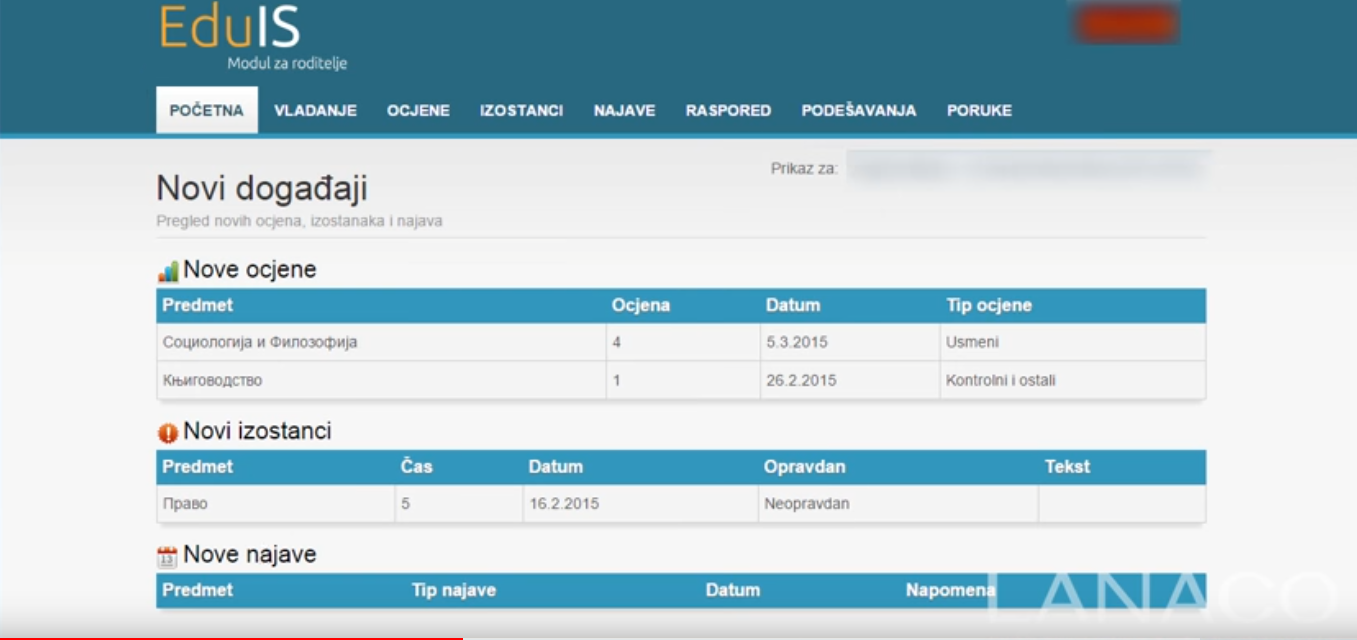 EduIS
Modul za roditelje
POČETNA VLADANJE OCJENE IZOSTANCI NAJAVE RASPORED PODEŠAVANJA PORUKE
Prikaz za:
Novi događaji
Pregled novih ocjena, izostanaka i najava
Nove ocjene
Predmet Ocjena Datum Tip ocjene
Социологија и Филозофија 4 5.3.2015 Usmeni
Књиговодство 1 26.2.2015 Kontrolni i ostali
Novi izostanci
Predmet Čas Datum Opravdan Tekst
Право 5 16.2.2015 Neopravdan
Nove najave
Predmet Tip najave Datum Napomena
LANACO